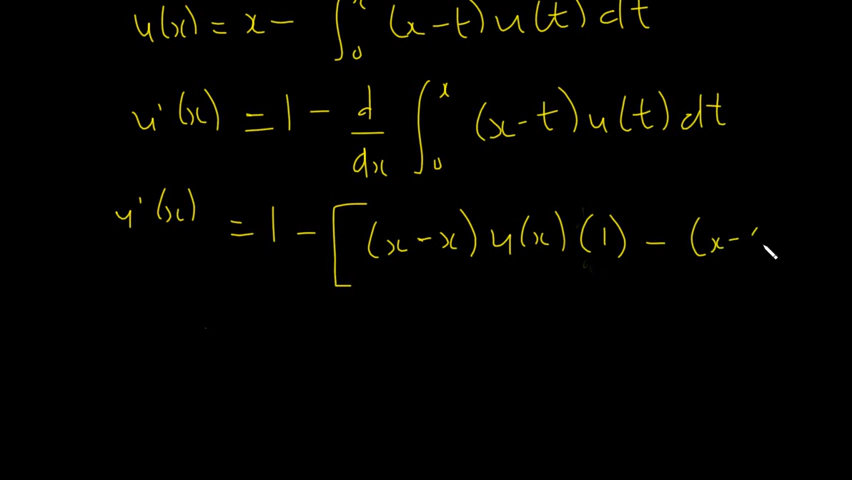 u(x) = x - ∫₀ˣ (x-t) u(t) dt
u'(x) = 1 - d/dx ∫₀ˣ (x-t) u(t) dt
u'(x) = 1 - [(x-x) u(x) (1) - (x-